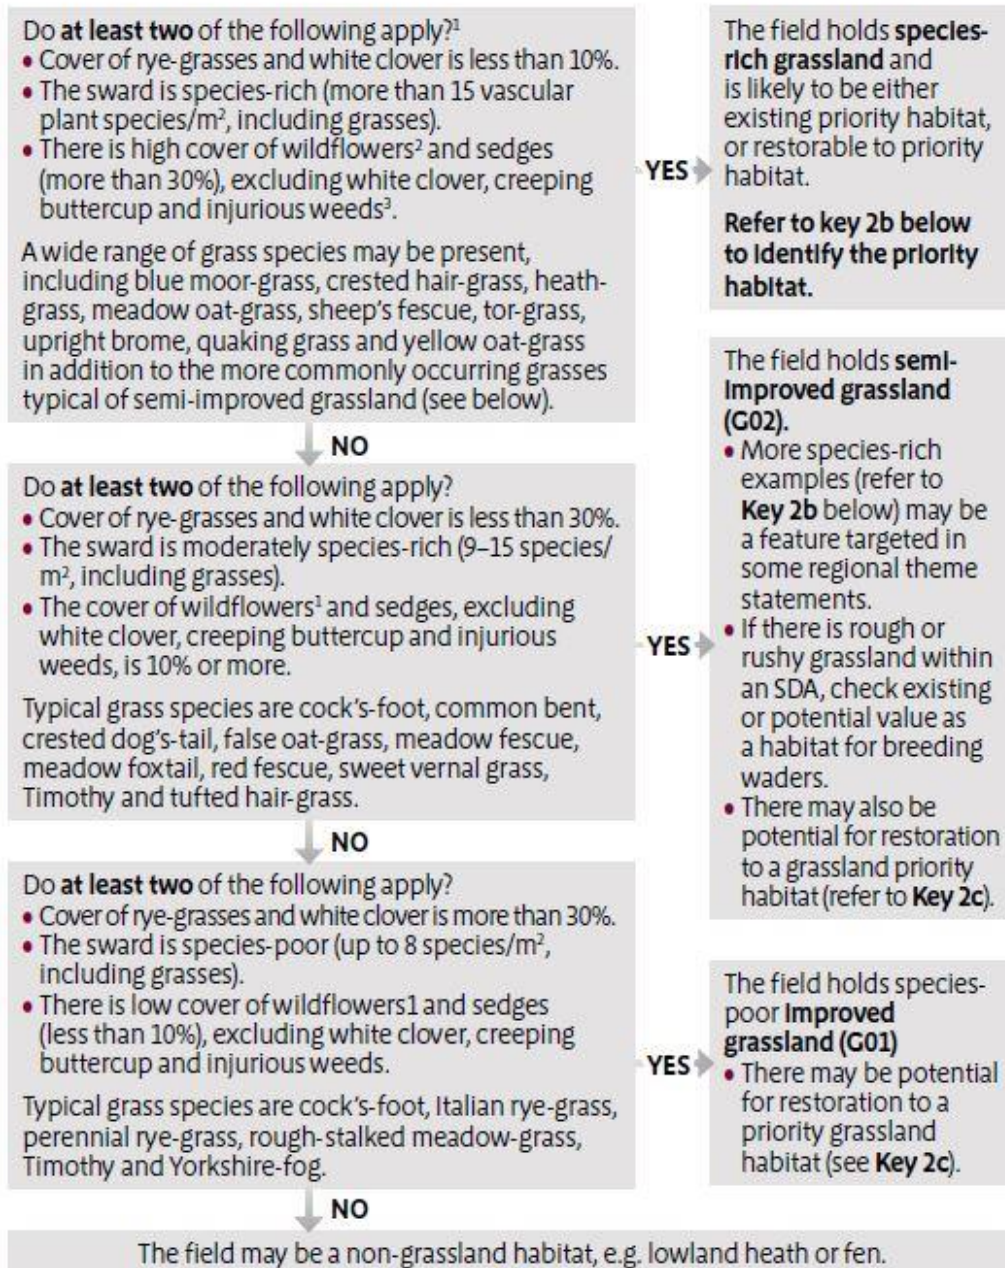 Do at least two of the following apply?¹
• Cover of rye-grasses and white clover is less than 10%.
• The sward is species-rich (more than 15 vascular
plant species/m², including grasses).
• There is high cover of wildflowers² and sedges
(more than 30%), excluding white clover, creeping
buttercup and injurious weeds³.
A wide range of grass species may be present,
including blue moor-grass, crested hair-grass, heath-
grass, meadow oat-grass, sheep's fescue, tor-grass,
upright brome, quaking grass and yellow oat-grass
in addition to the more commonly occurring grasses
typical of semi-improved grassland (see below).
YES
The field holds species-
rich grassland and
is likely to be either
existing priority habitat,
or restorable to priority
habitat.
Refer to key 2b below
to identify the priority
habitat.
NO
Do at least two of the following apply?
• Cover of rye-grasses and white clover is less than 30%.
• The sward is moderately species-rich (9–15 species/
m², including grasses).
• The cover of wildflowers¹ and sedges, excluding
white clover, creeping buttercup and injurious
weeds, is 10% or more.
Typical grass species are cock's-foot, common bent,
crested dog's-tail, false oat-grass, meadow fescue,
meadow foxtail, red fescue, sweet vernal grass,
Timothy and tufted hair-grass.
YES
The field holds semi-
improved grassland
(G02).
• More species-rich
examples (refer to
Key 2b below) may be
a feature targeted in
some regional theme
statements.
• If there is rough or
rushy grassland within
an SDA, check existing
or potential value as
a habitat for breeding
waders.
• There may also be
potential for restoration
to a grassland priority
habitat (refer to Key 2c).
NO
Do at least two of the following apply?
• Cover of rye-grasses and white clover is more than 30%.
• The sward is species-poor (up to 8 species/m²,
including grasses).
• There is low cover of wildflowers1 and sedges
(less than 10%), excluding white clover, creeping
buttercup and injurious weeds.
Typical grass species are cock's-foot, Italian rye-grass,
perennial rye-grass, rough-stalked meadow-grass,
Timothy and Yorkshire-fog.
YES
The field holds species-
poor improved
grassland (G01)
• There may be potential
for restoration to a
priority grassland
habitat (see Key 2c).
NO
The field may be a non-grassland habitat, e.g. lowland heath or fen.